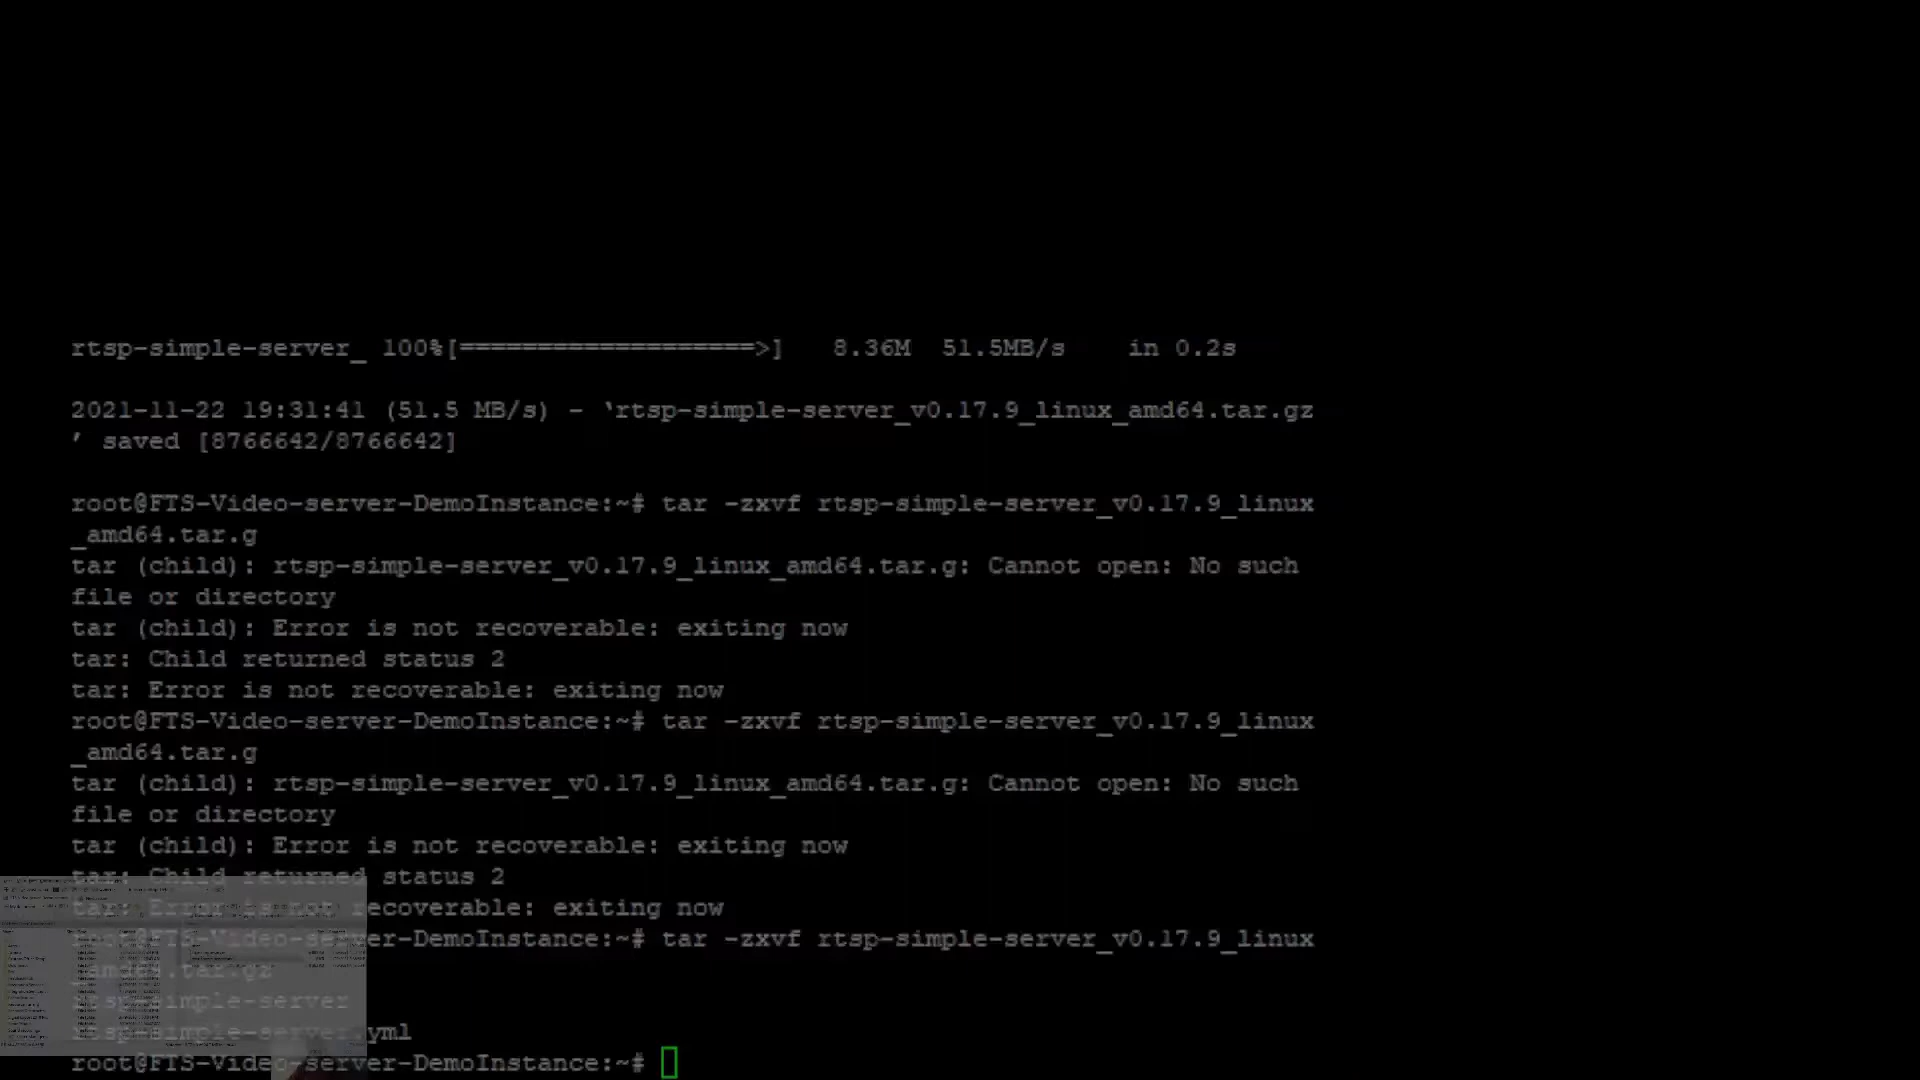 rtsp-simple-server_ 100%[===================>]   8.36M  51.5MB/s    in 0.2s
2021-11-22 19:31:41 (51.5 MB/s) - ‘rtsp-simple-server_v0.17.9_linux_amd64.tar.gz
’ saved [8766642/8766642]
root@FTS-Video-server-DemoInstance:~# tar -zxvf rtsp-simple-server_v0.17.9_linux
_amd64.tar.g
tar (child): rtsp-simple-server_v0.17.9_linux_amd64.tar.g: Cannot open: No such
file or directory
tar (child): Error is not recoverable: exiting now
tar: Child returned status 2
tar: Error is not recoverable: exiting now
root@FTS-Video-server-DemoInstance:~# tar -zxvf rtsp-simple-server_v0.17.9_linux
_amd64.tar.g
tar (child): rtsp-simple-server_v0.17.9_linux_amd64.tar.g: Cannot open: No such
file or directory
tar (child): Error is not recoverable: exiting now
tar: Child returned status 2
tar: Error is not recoverable: exiting now
root@FTS-Video-server-DemoInstance:~# tar -zxvf rtsp-simple-server_v0.17.9_linux
_amd64.tar.gz
rtsp-simple-server
rtsp-simple-server.yml
root@FTS-Video-server-DemoInstance:~#